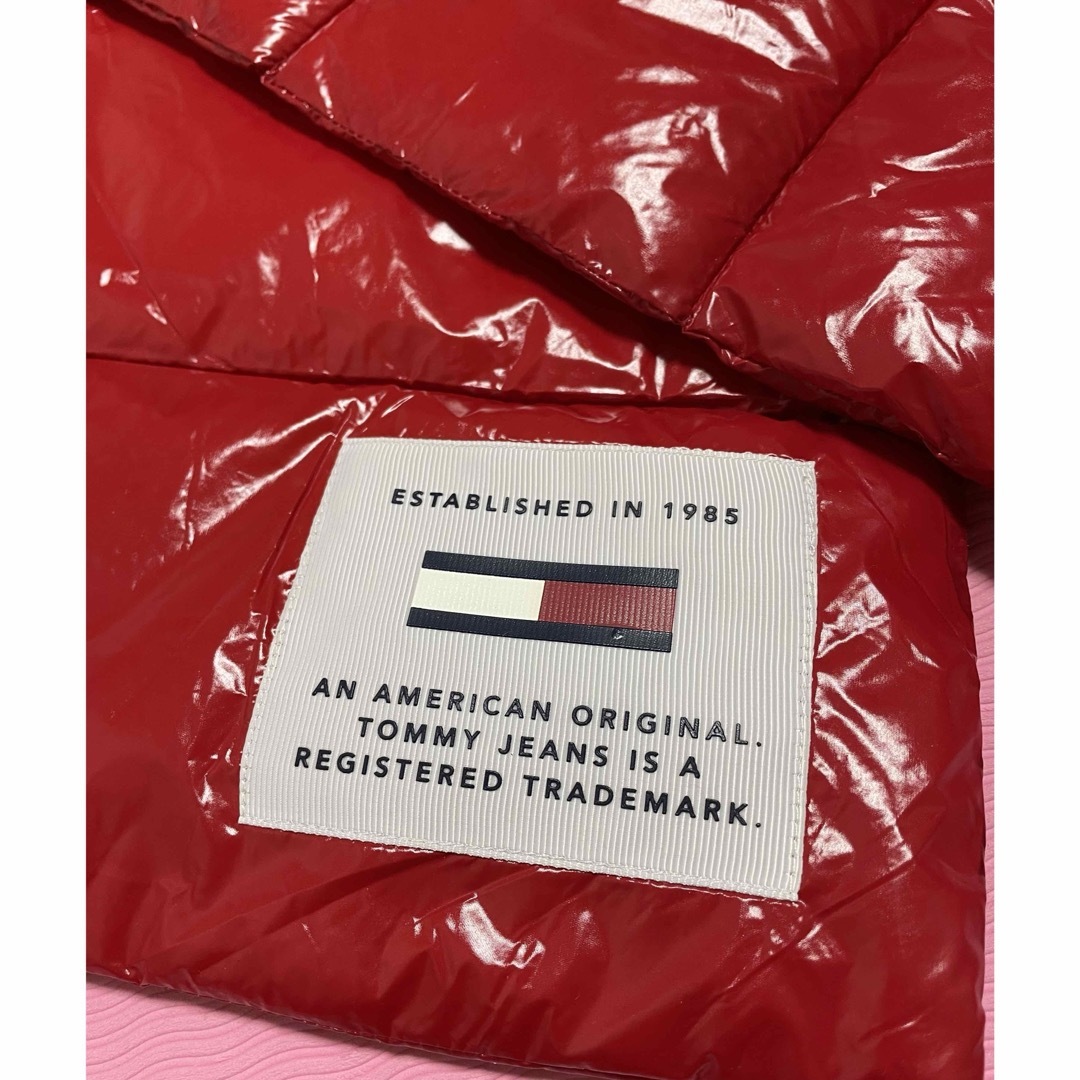 ESTABLISHED IN 1985
AN AMERICAN ORIGINAL.
TOMMY JEANS IS A
REGISTERED TRADEMARK.